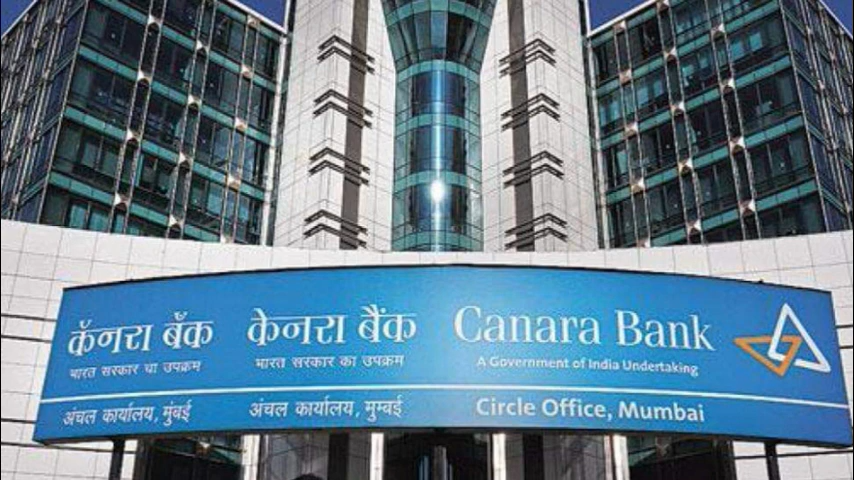 कॅनरा बँक केनरा बैंक Canara Bank
भारत सरकार चा उपक्रम भारत सरकार का उपक्रम A Government of India Undertaking
अंचल कार्यालय, मुंबई अंचल कार्यालय, मुम्बई Circle Office, Mumbai